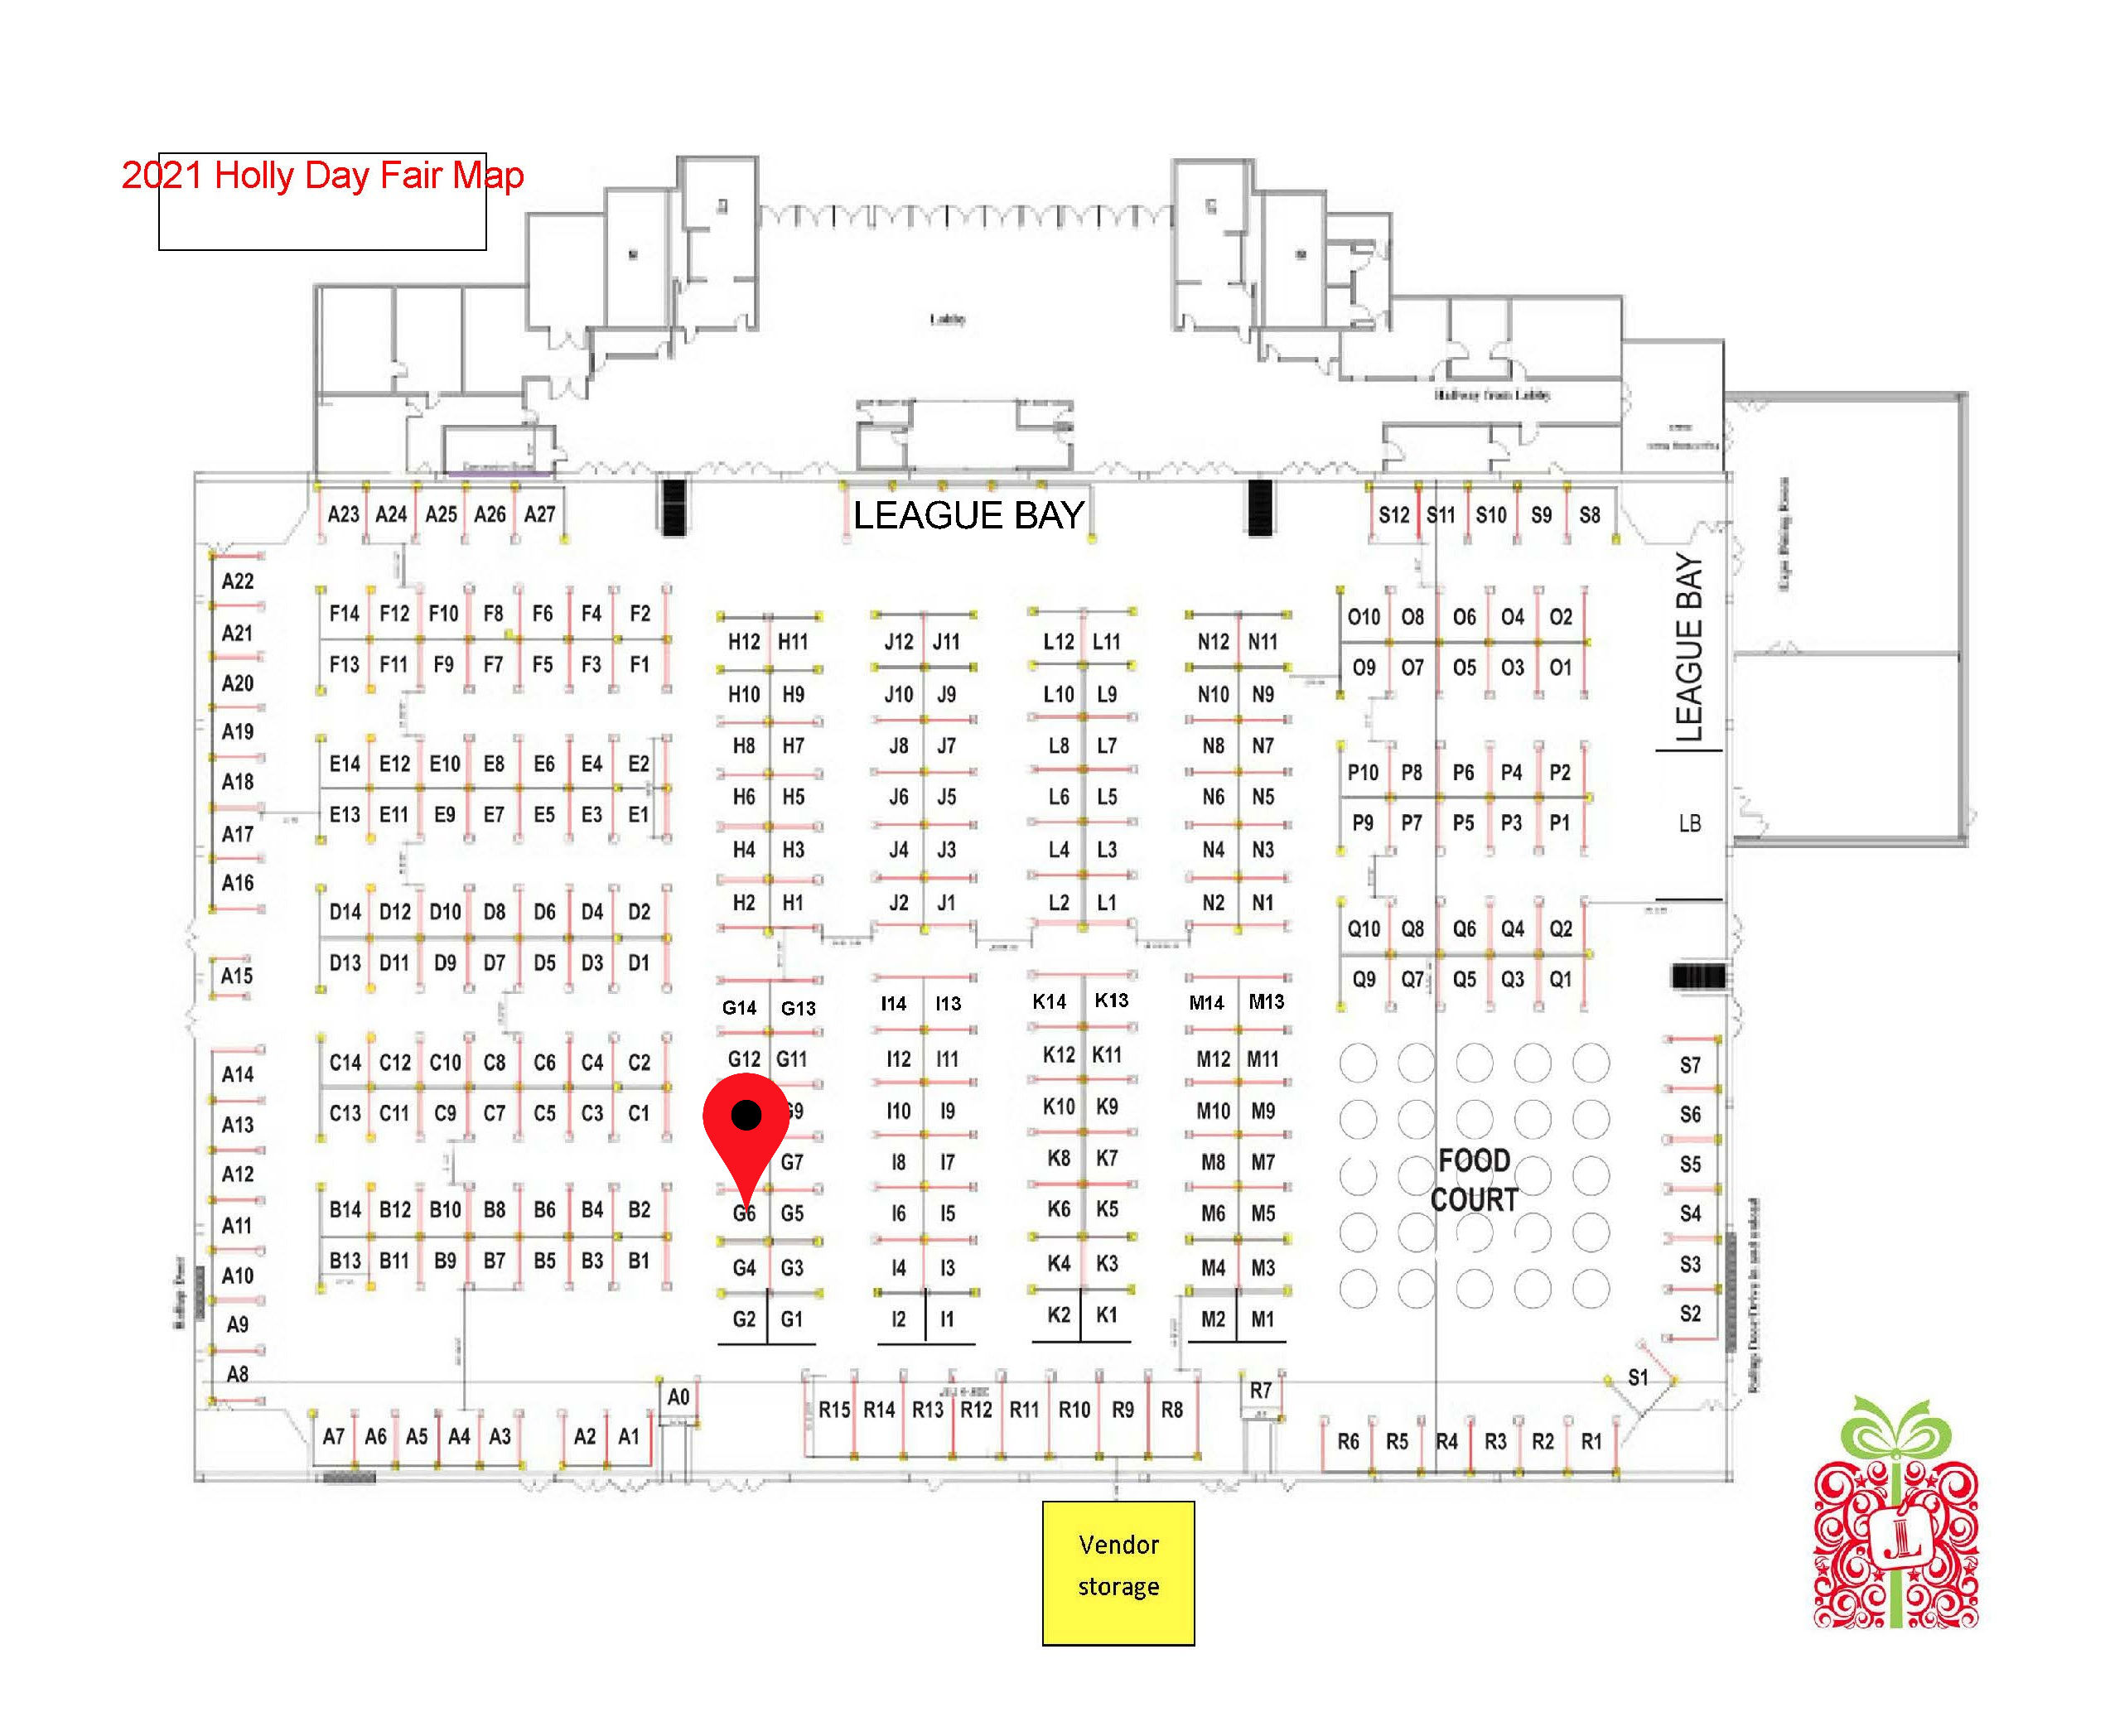 2021 Holly Day Fair Map
Lobby
Hallway from Lobby
LEAGUE BAY
A23 A24 A25 A26 A27
S12 S11 S10 S9 S8
LEAGUE BAY
LB
A22
A21
A20
A19
A18
A17
A16
A15
A14
A13
A12
A11
A10
A9
A8
F14 F12 F10 F8 F6 F4 F2
F13 F11 F9 F7 F5 F3 F1
E14 E12 E10 E8 E6 E4 E2
E13 E11 E9 E7 E5 E3 E1
D14 D12 D10 D8 D6 D4 D2
D13 D11 D9 D7 D5 D3 D1
C14 C12 C10 C8 C6 C4 C2
C13 C11 C9 C7 C5 C3 C1
B14 B12 B10 B8 B6 B4 B2
B13 B11 B9 B7 B5 B3 B1
H12 H11
H10 H9
H8 H7
H6 H5
H4 H3
H2 H1
G14 G13
G12 G11
G9
G7
G6 G5
G4 G3
G2 G1
J12 J11
J10 J9
J8 J7
J6 J5
J4 J3
J2 J1
I14 I13
I12 I11
I10 I9
I8 I7
I6 I5
I4 I3
I2 I1
L12 L11
L10 L9
L8 L7
L6 L5
L4 L3
L2 L1
K14 K13
K12 K11
K10 K9
K8 K7
K6 K5
K4 K3
K2 K1
N12 N11
N10 N9
N8 N7
N6 N5
N4 N3
N2 N1
M14 M13
M12 M11
M10 M9
M8 M7
M6 M5
M4 M3
M2 M1
O10 O8 O6 O4 O2
O9 O7 O5 O3 O1
P10 P8 P6 P4 P2
P9 P7 P5 P3 P1
Q10 Q8 Q6 Q4 Q2
Q9 Q7 Q5 Q3 Q1
FOOD
COURT
S7
S6
S5
S4
S3
S2
S1
A7 A6 A5 A4 A3 A2 A1
A0
R15 R14 R13 R12 R11 R10 R9 R8
R7
R6 R5 R4 R3 R2 R1
Vendor
storage
JL